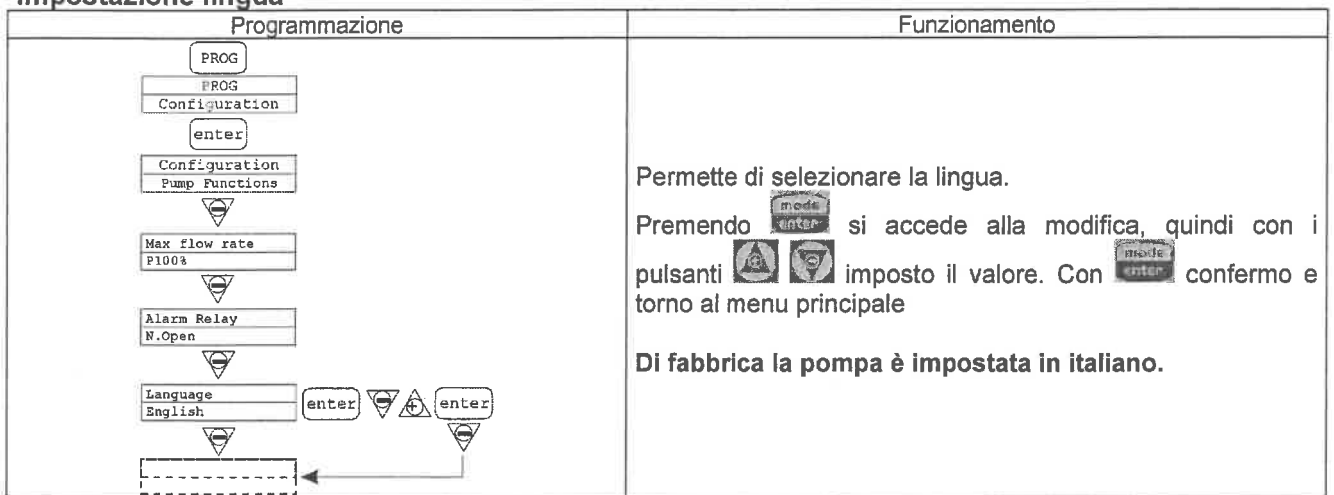 Impostazione lingua
Programmazione
Funzionamento
PROG
PROG
Configuration
enter
Configuration
Pump Functions
Max flow rate
P100%
Alarm Relay
N.Open
Language
English
enter
enter
Permette di selezionare la lingua.
Premendo mode enter si accede alla modifica, quindi con i
pulsanti imposto il valore. Con mode enter confermo e
torno al menu principale
Di fabbrica la pompa è impostata in italiano.